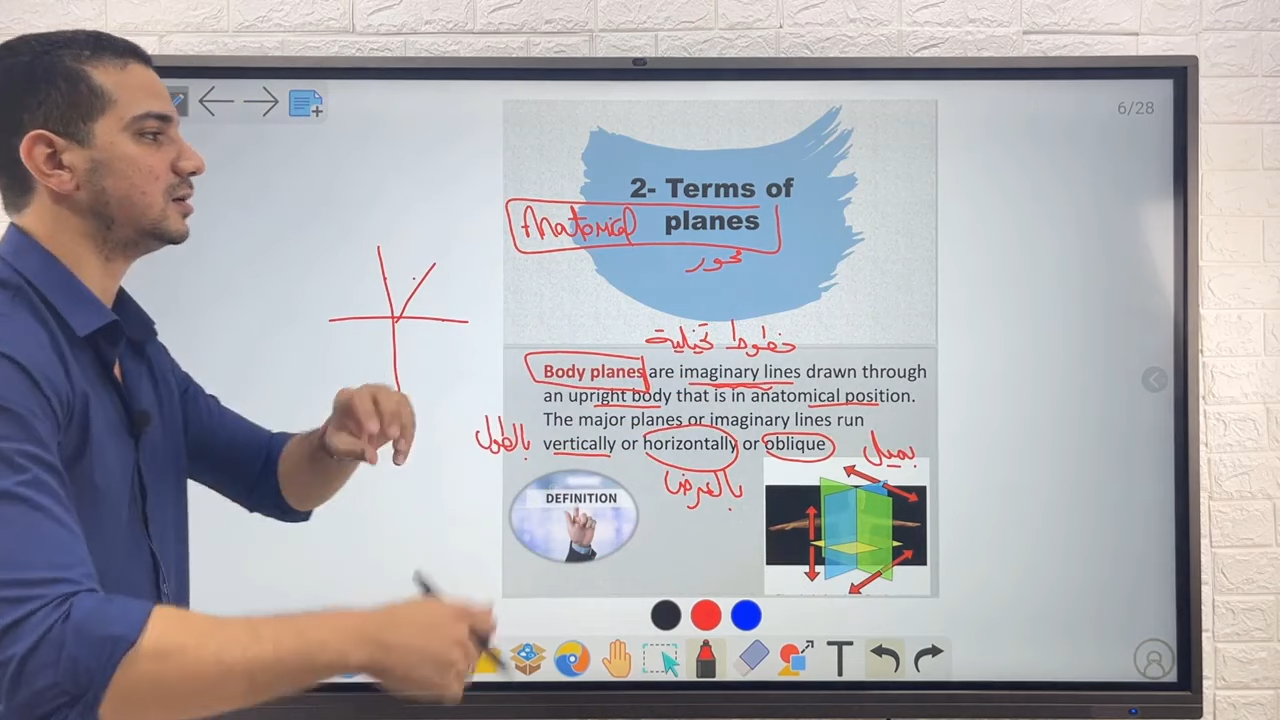 6/28
2- Terms of
Anatomical planes
محور
خطوط تخيلية
Body planes are imaginary lines drawn through
an upright body that is in anatomical position.
The major planes or imaginary lines run
بالطول vertically or horizontally or oblique بميل
بالعرض
DEFINITION
T